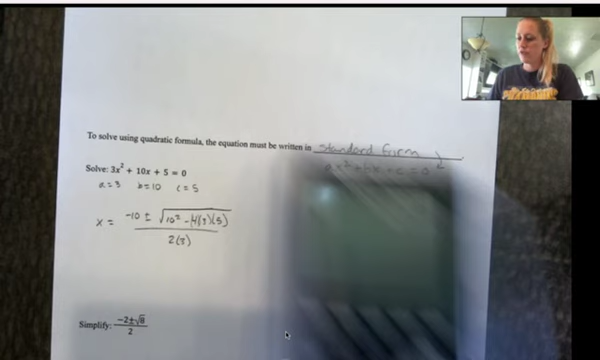 To solve using quadratic formula, the equation must be written in standard form
ax² + bx + c = 0
Solve: 3x² + 10x + 5 = 0
a=3 b=10 c=5
x = -10 ± √10² - 4(3)(5)
2(3)
Simplify: -2±√8
2